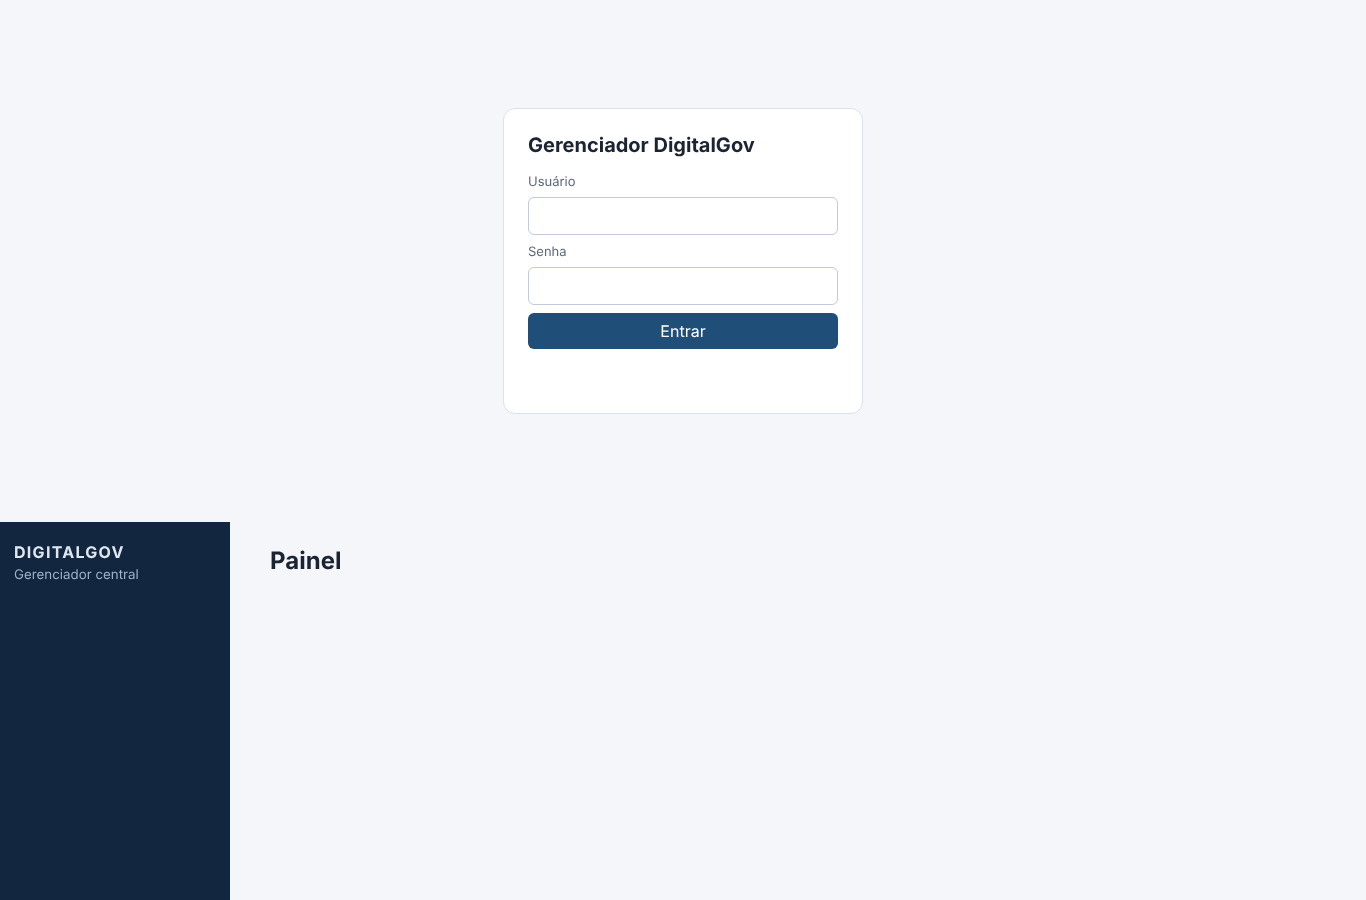 Gerenciador DigitalGov
Usuário
Senha
Entrar
DIGITALGOV
Gerenciador central
Painel